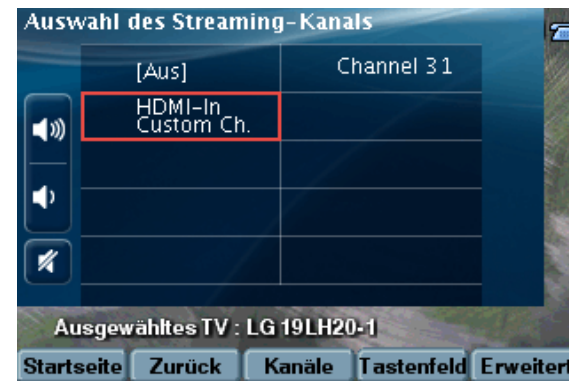 Auswahl des Streaming-Kanals
[Aus] Channel 31
HDMI-In
Custom Ch.
Ausgewähltes TV : LG 19LH20-1
Startseite Zurück Kanäle Tastenfeld Erweitert